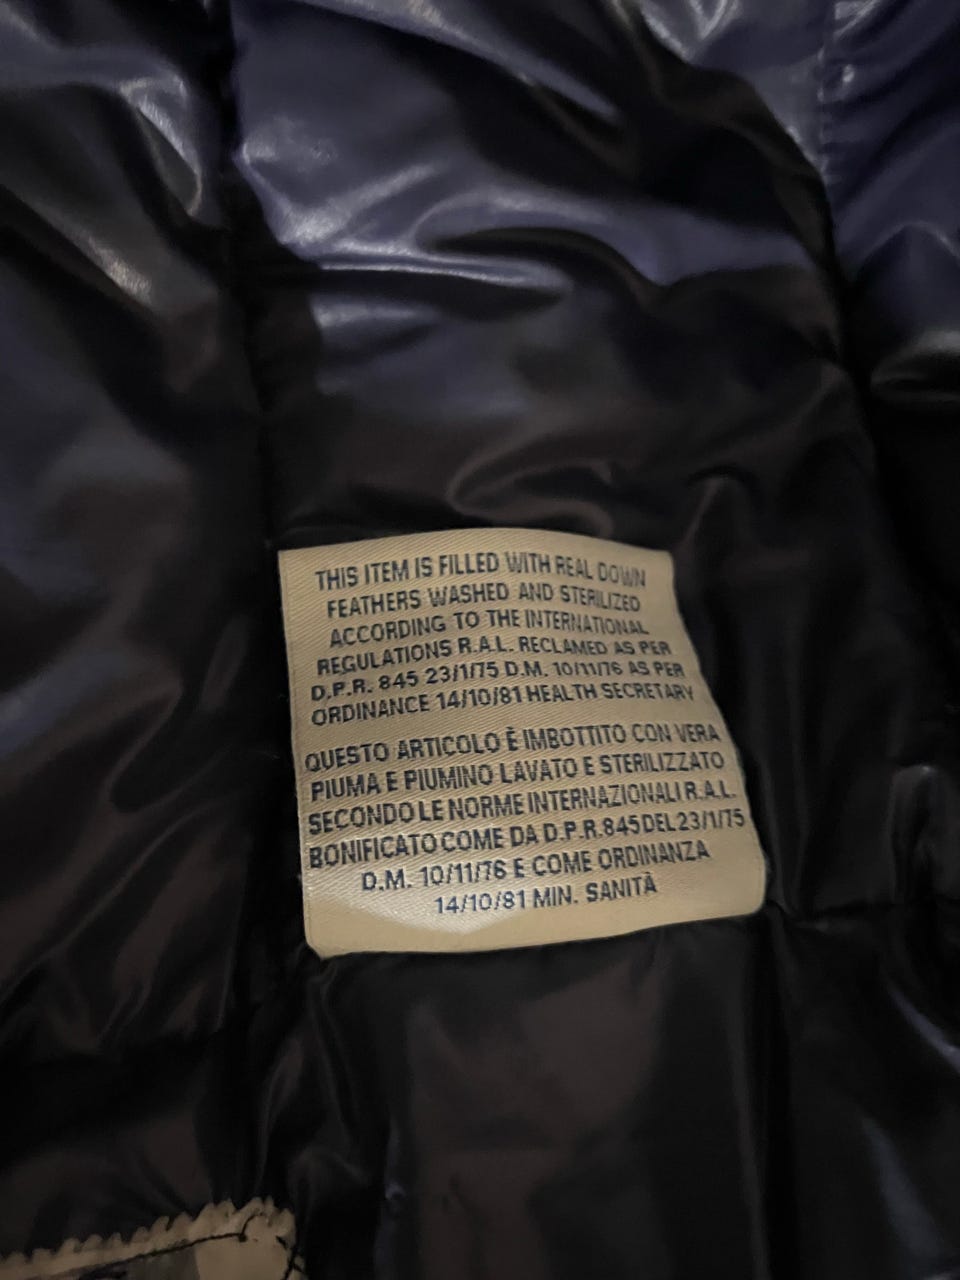 THIS ITEM IS FILLED WITH REAL DOWN
FEATHERS WASHED AND STERILIZED
ACCORDING TO THE INTERNATIONAL
REGULATIONS R.A.L. RECLAMED AS PER
D.P.R. 845 23/1/75 D.M. 10/11/76 AS PER
ORDINANCE 14/10/81 HEALTH SECRETARY
QUESTO ARTICOLO È IMBOTTITO CON VERA
PIUMA E PIUMINO LAVATO E STERILIZZATO
SECONDO LE NORME INTERNAZIONALI R.A.L.
BONIFICATO COME DA D.P.R. 845 DEL 23/1/75
D.M. 10/11/76 E COME ORDINANZA
14/10/81 MIN. SANITÀ